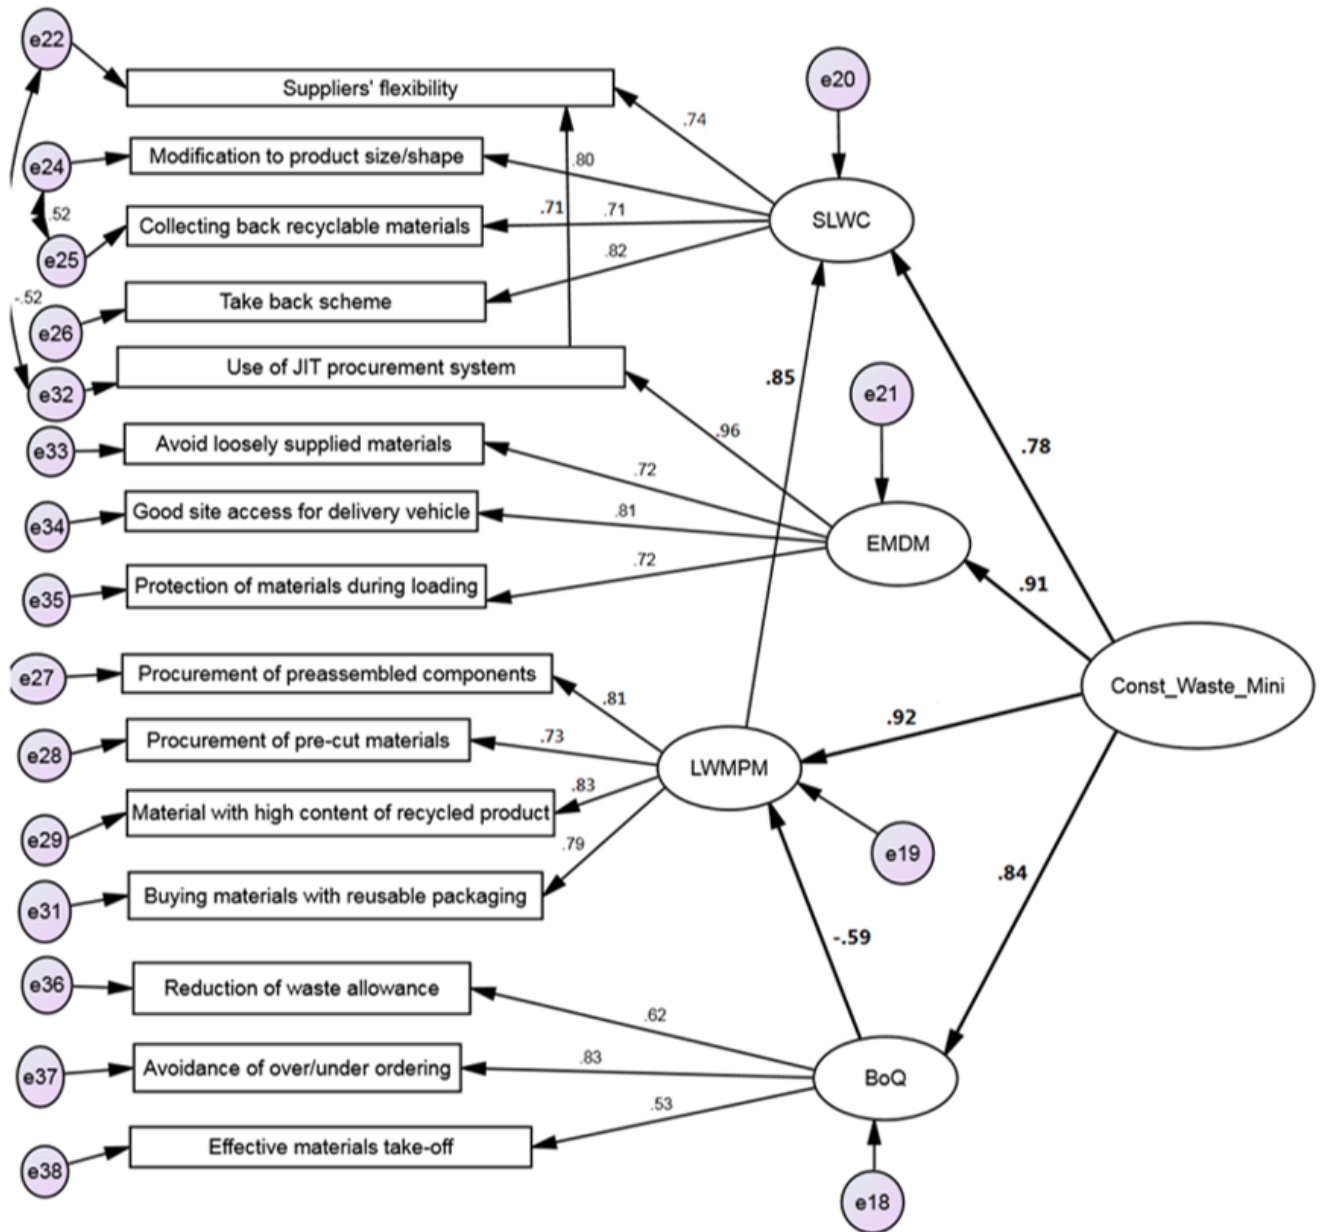 e22
Suppliers' flexibility
e20
.74
e24
Modification to product size/shape
.80
.52
Collecting back recyclable materials
.71
.71
SLWC
e25
.82
-.52
Take back scheme
e26
Use of JIT procurement system
.85
e21
e32
.96
.78
e33
Avoid loosely supplied materials
.72
e34
Good site access for delivery vehicle
.81
EMDM
.72
.91
e35
Protection of materials during loading
e27
Procurement of preassembled components
Const_Waste_Mini
.81
.92
e28
Procurement of pre-cut materials
.73
LWMPM
.83
e29
Material with high content of recycled product
.79
e19
.84
e31
Buying materials with reusable packaging
-.59
e36
Reduction of waste allowance
.62
e37
Avoidance of over/under ordering
.83
BoQ
.53
e38
Effective materials take-off
e18